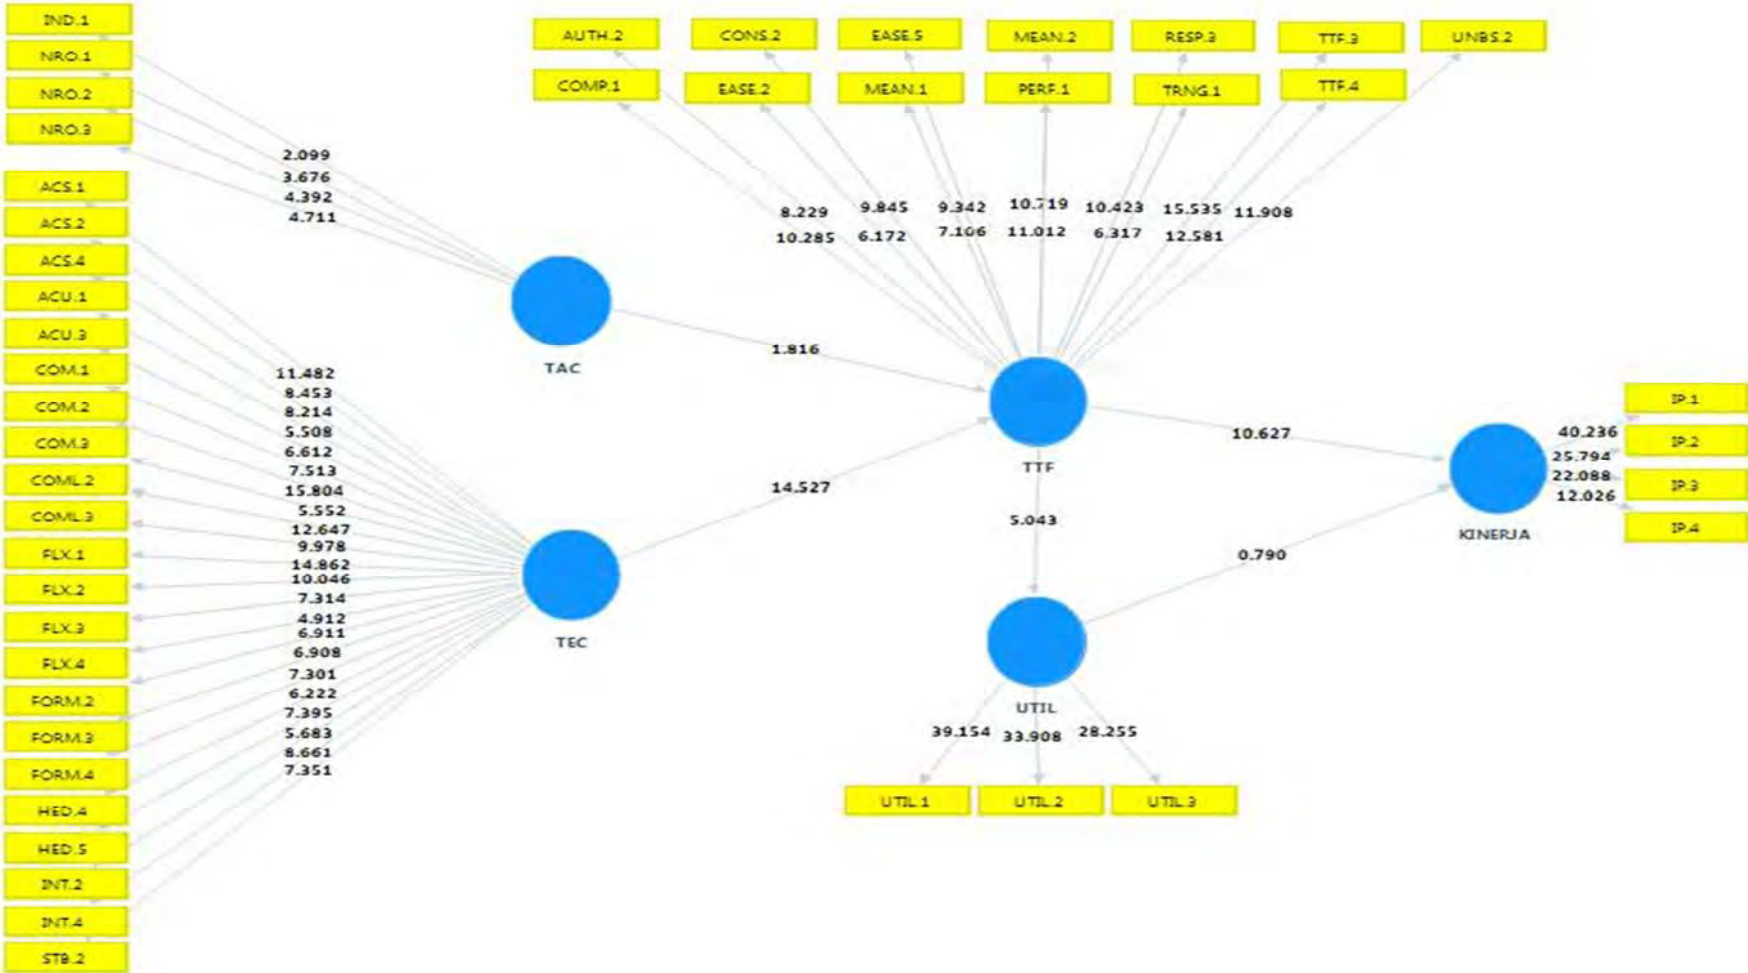 IND.1
NRO.1
NRO.2
NRO.3
ACS.1
ACS.2
ACS.4
ACU.1
ACU.3
COM.1
COM.2
COM.3
COML.2
COML.3
FLX.1
FLX.2
FLX.3
FLX.4
FORM.2
FORM.3
FORM.4
HED.4
HED.5
INT.2
INT.4
STB.2
2.099
3.676
4.392
4.711
11.482
8.453
8.214
5.508
6.612
7.513
15.804
5.552
12.647
9.978
14.862
10.046
7.314
4.912
6.911
6.908
7.301
6.222
7.395
5.683
8.661
7.351
TAC
TEC
AUTH.2 CONS.2 EASE.5 MEAN.2 RESP.3 TTF.3 UNBS.2
COMP.1 EASE.2 MEAN.1 PERF.1 TRNG.1 TTF.4
8.229 9.845 9.342 10.719 10.423 15.535 11.908
10.285 6.172 7.106 11.012 6.317 12.581
1.816
14.527
TTF
5.043
10.627
0.790
UTIL
39.154 33.908 28.255
UTIL.1 UTIL.2 UTIL.3
KINERJA
40.236
25.794
22.088
12.026
IP.1
IP.2
IP.3
IP.4